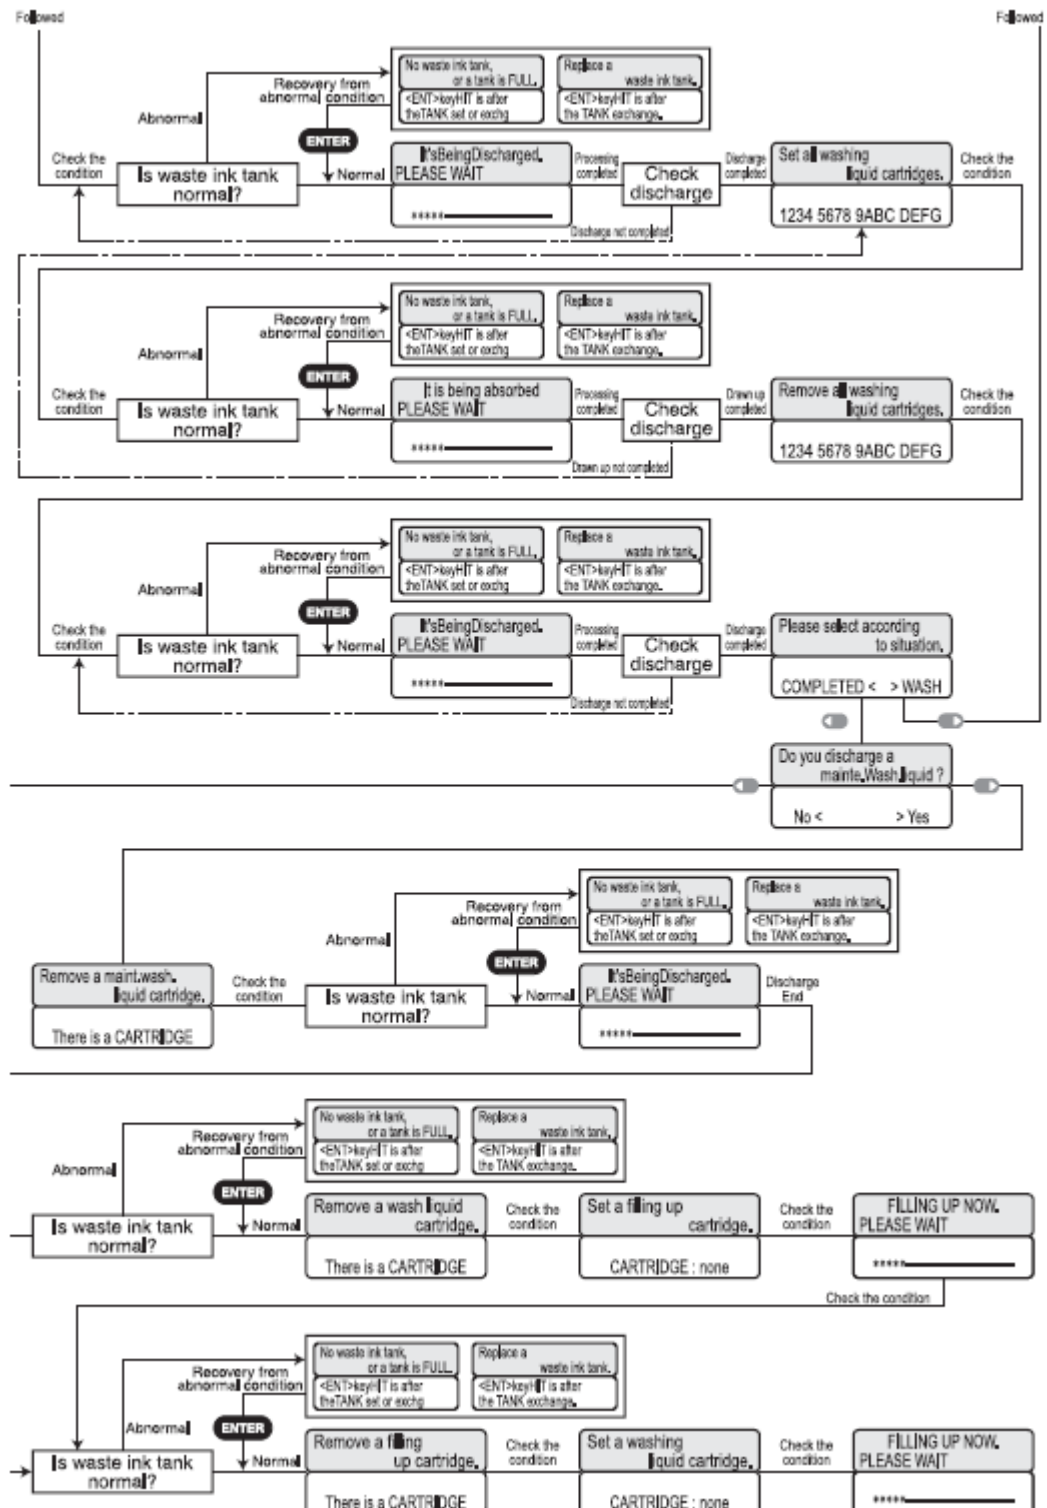 Followed
Followed
No waste ink tank,
or a tank is FULL.
<ENT>keyHIT is after
theTANK set or exchg
Replace a
waste ink tank.
<ENT>keyHIT is after
the TANK exchange.
Recovery from
abnormal condition
Abnormal
ENTER
Check the
condition
Is waste ink tank
normal?
Normal
It'sBeingDischarged.
PLEASE WAIT
*****
Processing
completed
Check
discharge
Discharge
completed
Set all washing
liquid cartridges.
1234 5678 9ABC DEFG
Check the
condition
Discharge not completed
No waste ink tank,
or a tank is FULL.
<ENT>keyHIT is after
theTANK set or exchg
Replace a
waste ink tank.
<ENT>keyHIT is after
the TANK exchange.
Recovery from
abnormal condition
Abnormal
ENTER
Check the
condition
Is waste ink tank
normal?
Normal
It is being absorbed
PLEASE WAIT
*****
Processing
completed
Check
discharge
Drawn up
completed
Remove all washing
liquid cartridges.
1234 5678 9ABC DEFG
Check the
condition
Drawn up not completed
No waste ink tank,
or a tank is FULL.
<ENT>keyHIT is after
theTANK set or exchg
Replace a
waste ink tank.
<ENT>keyHIT is after
the TANK exchange.
Recovery from
abnormal condition
Abnormal
ENTER
Check the
condition
Is waste ink tank
normal?
Normal
It'sBeingDischarged.
PLEASE WAIT
*****
Processing
completed
Check
discharge
Discharge
completed
Please select according
to situation.
COMPLETED < > WASH
Discharge not completed
Do you discharge a
mainte.Wash.liquid ?
No < > Yes
No waste ink tank,
or a tank is FULL.
<ENT>keyHIT is after
theTANK set or exchg
Replace a
waste ink tank.
<ENT>keyHIT is after
the TANK exchange.
Recovery from
abnormal condition
Abnormal
ENTER
Remove a maint.wash.
liquid cartridge.
There is a CARTRIDGE
Check the
condition
Is waste ink tank
normal?
Normal
It'sBeingDischarged.
PLEASE WAIT
*****
Discharge
End
No waste ink tank,
or a tank is FULL.
<ENT>keyHIT is after
theTANK set or exchg
Replace a
waste ink tank.
<ENT>keyHIT is after
the TANK exchange.
Recovery from
abnormal condition
Abnormal
ENTER
Is waste ink tank
normal?
Normal
Remove a wash liquid
cartridge.
There is a CARTRIDGE
Check the
condition
Set a filling up
cartridge.
CARTRIDGE : none
Check the
condition
FILLING UP NOW.
PLEASE WAIT
*****
Check the condition
No waste ink tank,
or a tank is FULL.
<ENT>keyHIT is after
theTANK set or exchg
Replace a
waste ink tank.
<ENT>keyHIT is after
the TANK exchange.
Recovery from
abnormal condition
Abnormal
ENTER
Is waste ink tank
normal?
Normal
Remove a filling
up cartridge.
There is a CARTRIDGE
Check the
condition
Set a washing
liquid cartridge.
CARTRIDGE : none
Check the
condition
FILLING UP NOW.
PLEASE WAIT
*****